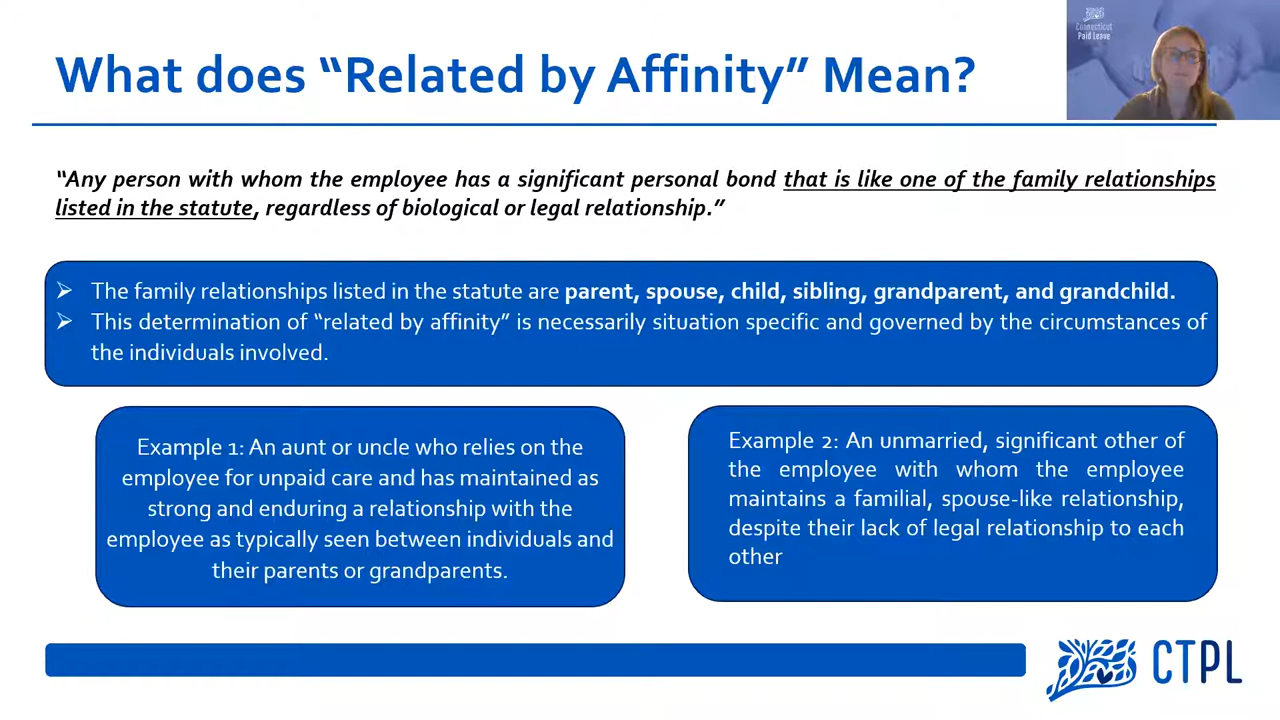 What does “Related by Affinity” Mean?
Connecticut
Paid Leave
“Any person with whom the employee has a significant personal bond that is like one of the family relationships
listed in the statute, regardless of biological or legal relationship.”
➢ The family relationships listed in the statute are parent, spouse, child, sibling, grandparent, and grandchild.
➢ This determination of “related by affinity” is necessarily situation specific and governed by the circumstances of
the individuals involved.
Example 1: An aunt or uncle who relies on the
employee for unpaid care and has maintained as
strong and enduring a relationship with the
employee as typically seen between individuals and
their parents or grandparents.
Example 2: An unmarried, significant other of
the employee with whom the employee
maintains a familial, spouse-like relationship,
despite their lack of legal relationship to each
other
CTPL